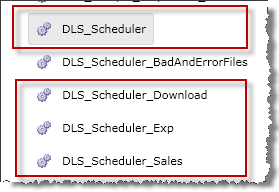 DLS_Scheduler
DLS_Scheduler_BadAndErrorFiles
DLS_Scheduler_Download
DLS_Scheduler_Exp
DLS_Scheduler_Sales